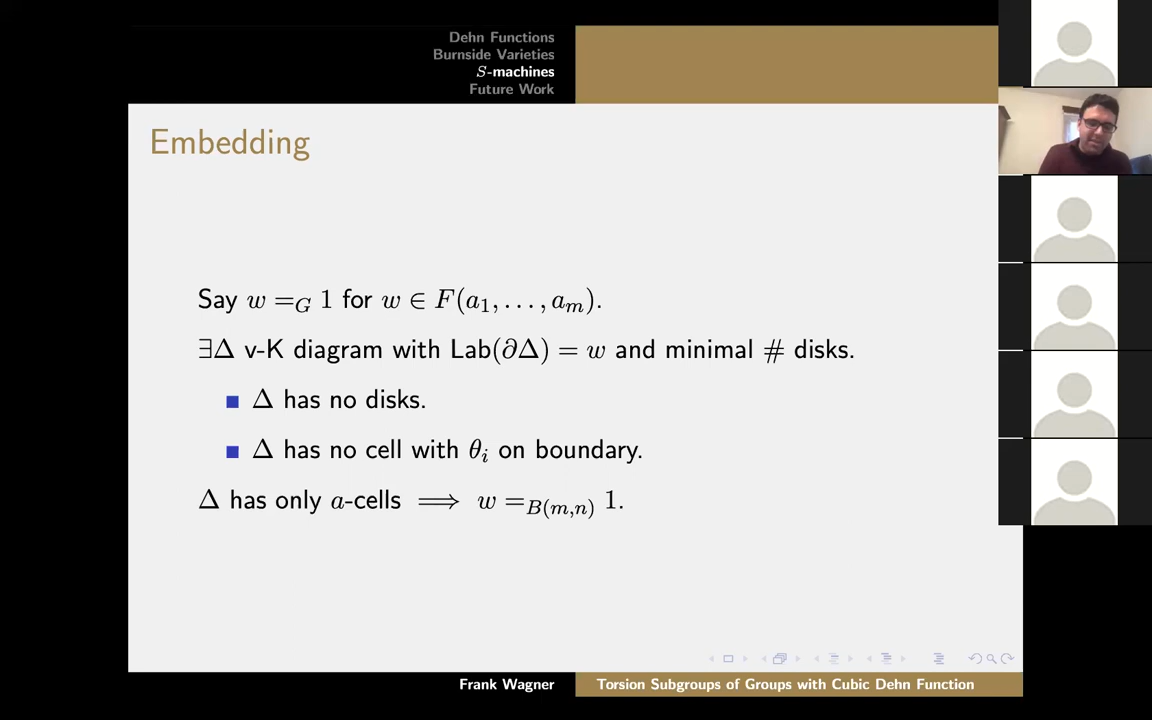 Dehn Functions
Burnside Varieties
S-machines
Future Work
Embedding
Say w =_G 1 for w ∈ F(a_1, . . . , a_m).
∃Δ v-K diagram with Lab(∂Δ) = w and minimal # disks.
Δ has no disks.
Δ has no cell with θ_i on boundary.
Δ has only a-cells ⟹ w =_{B(m,n)} 1.
Frank Wagner
Torsion Subgroups of Groups with Cubic Dehn Function